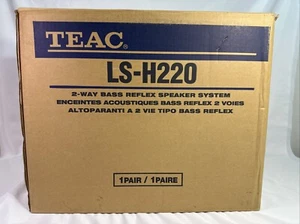 TEAC®
LS-H220
2-WAY BASS REFLEX SPEAKER SYSTEM
ENCEINTES ACOUSTIQUES BASS REFLEX 2 VOIES
ALTOPARANTI A 2 VIE TIPO BASS REFLEX
1PAIR / 1PAIRE